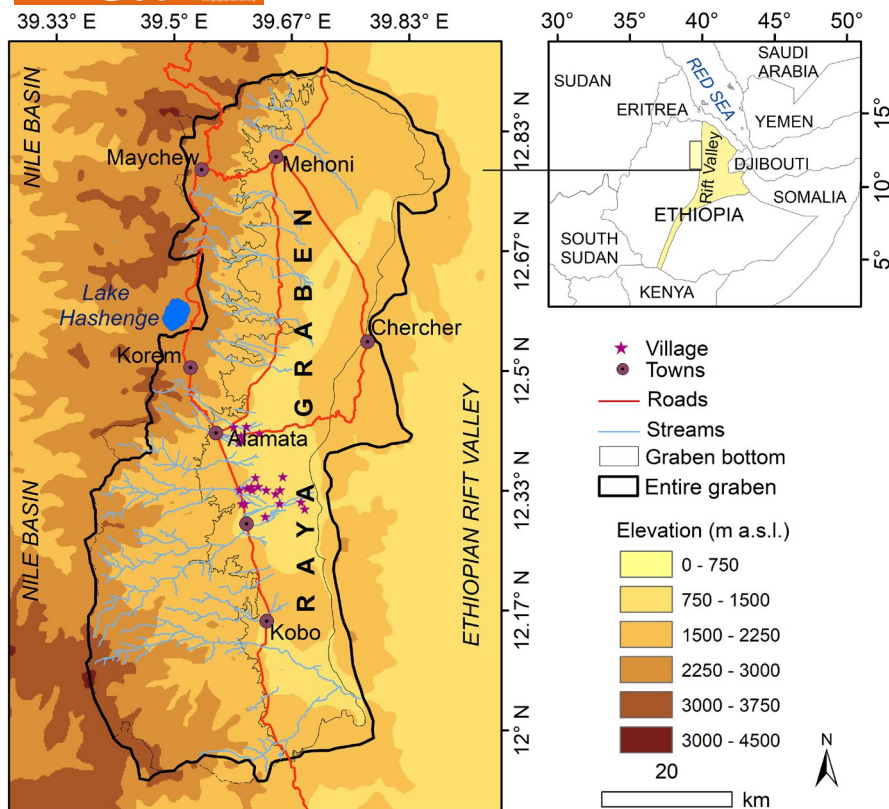 39.33° E
39.5° E
39.67° E
39.83° E
NILE BASIN
Maychew
Mehoni
Lake
Hashenge
Korem
Chercher
Alamata
RAYA GRABEN
Kobo
NILE BASIN
ETHIOPIAN RIFT VALLEY
12.83° N
12.67° N
12.5° N
12.33° N
12.17° N
12° N
30°
35°
40°
45°
50°
SUDAN
ERITREA
RED SEA
SAUDI
ARABIA
YEMEN
DJIBOUTI
Rift Valley
ETHIOPIA
SOMALIA
SOUTH
SUDAN
KENYA
15°
10°
5°
Village
Towns
Roads
Streams
Graben bottom
Entire graben
Elevation (m a.s.l.)
0 - 750
750 - 1500
1500 - 2250
2250 - 3000
3000 - 3750
3000 - 4500
20
km
N